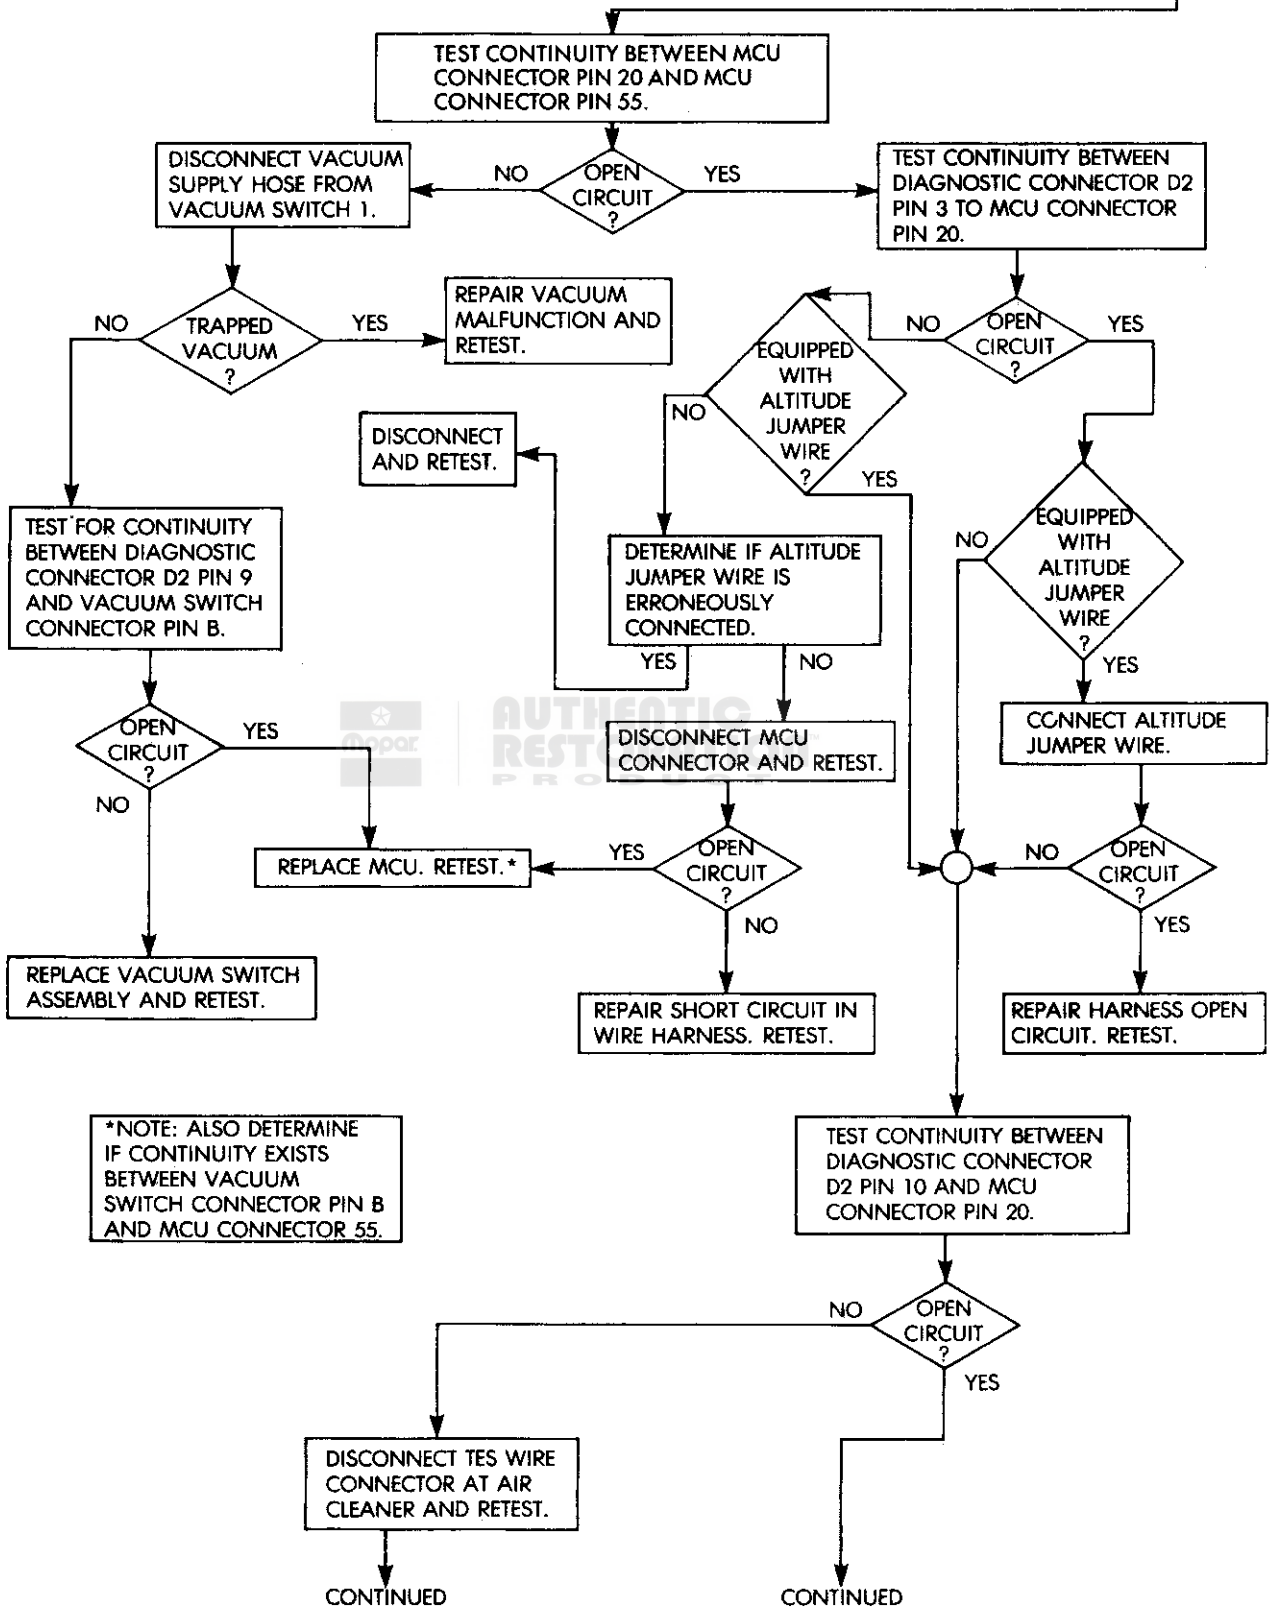 TEST CONTINUITY BETWEEN MCU
CONNECTOR PIN 20 AND MCU
CONNECTOR PIN 55.
DISCONNECT VACUUM
SUPPLY HOSE FROM
VACUUM SWITCH 1.
NO
OPEN
CIRCUIT
?
YES
TEST CONTINUITY BETWEEN
DIAGNOSTIC CONNECTOR D2
PIN 3 TO MCU CONNECTOR
PIN 20.
NO
TRAPPED
VACUUM
?
YES
REPAIR VACUUM
MALFUNCTION AND
RETEST.
NO
OPEN
CIRCUIT
?
YES
EQUIPPED
WITH
ALTITUDE
JUMPER
WIRE
?
NO
YES
DISCONNECT
AND RETEST.
TEST FOR CONTINUITY
BETWEEN DIAGNOSTIC
CONNECTOR D2 PIN 9
AND VACUUM SWITCH
CONNECTOR PIN B.
DETERMINE IF ALTITUDE
JUMPER WIRE IS
ERRONEOUSLY
CONNECTED.
YES
NO
NO
EQUIPPED
WITH
ALTITUDE
JUMPER
WIRE
?
YES
OPEN
CIRCUIT
?
YES
NO
Mopar
AUTHENTIC
RESTORATION™
PRODUCT
DISCONNECT MCU
CONNECTOR AND RETEST.
CONNECT ALTITUDE
JUMPER WIRE.
REPLACE MCU. RETEST.*
YES
OPEN
CIRCUIT
?
NO
NO
OPEN
CIRCUIT
?
YES
REPLACE VACUUM SWITCH
ASSEMBLY AND RETEST.
REPAIR SHORT CIRCUIT IN
WIRE HARNESS. RETEST.
REPAIR HARNESS OPEN
CIRCUIT. RETEST.
*NOTE: ALSO DETERMINE
IF CONTINUITY EXISTS
BETWEEN VACUUM
SWITCH CONNECTOR PIN B
AND MCU CONNECTOR 55.
TEST CONTINUITY BETWEEN
DIAGNOSTIC CONNECTOR
D2 PIN 10 AND MCU
CONNECTOR PIN 20.
NO
OPEN
CIRCUIT
?
YES
DISCONNECT TES WIRE
CONNECTOR AT AIR
CLEANER AND RETEST.
CONTINUED
CONTINUED